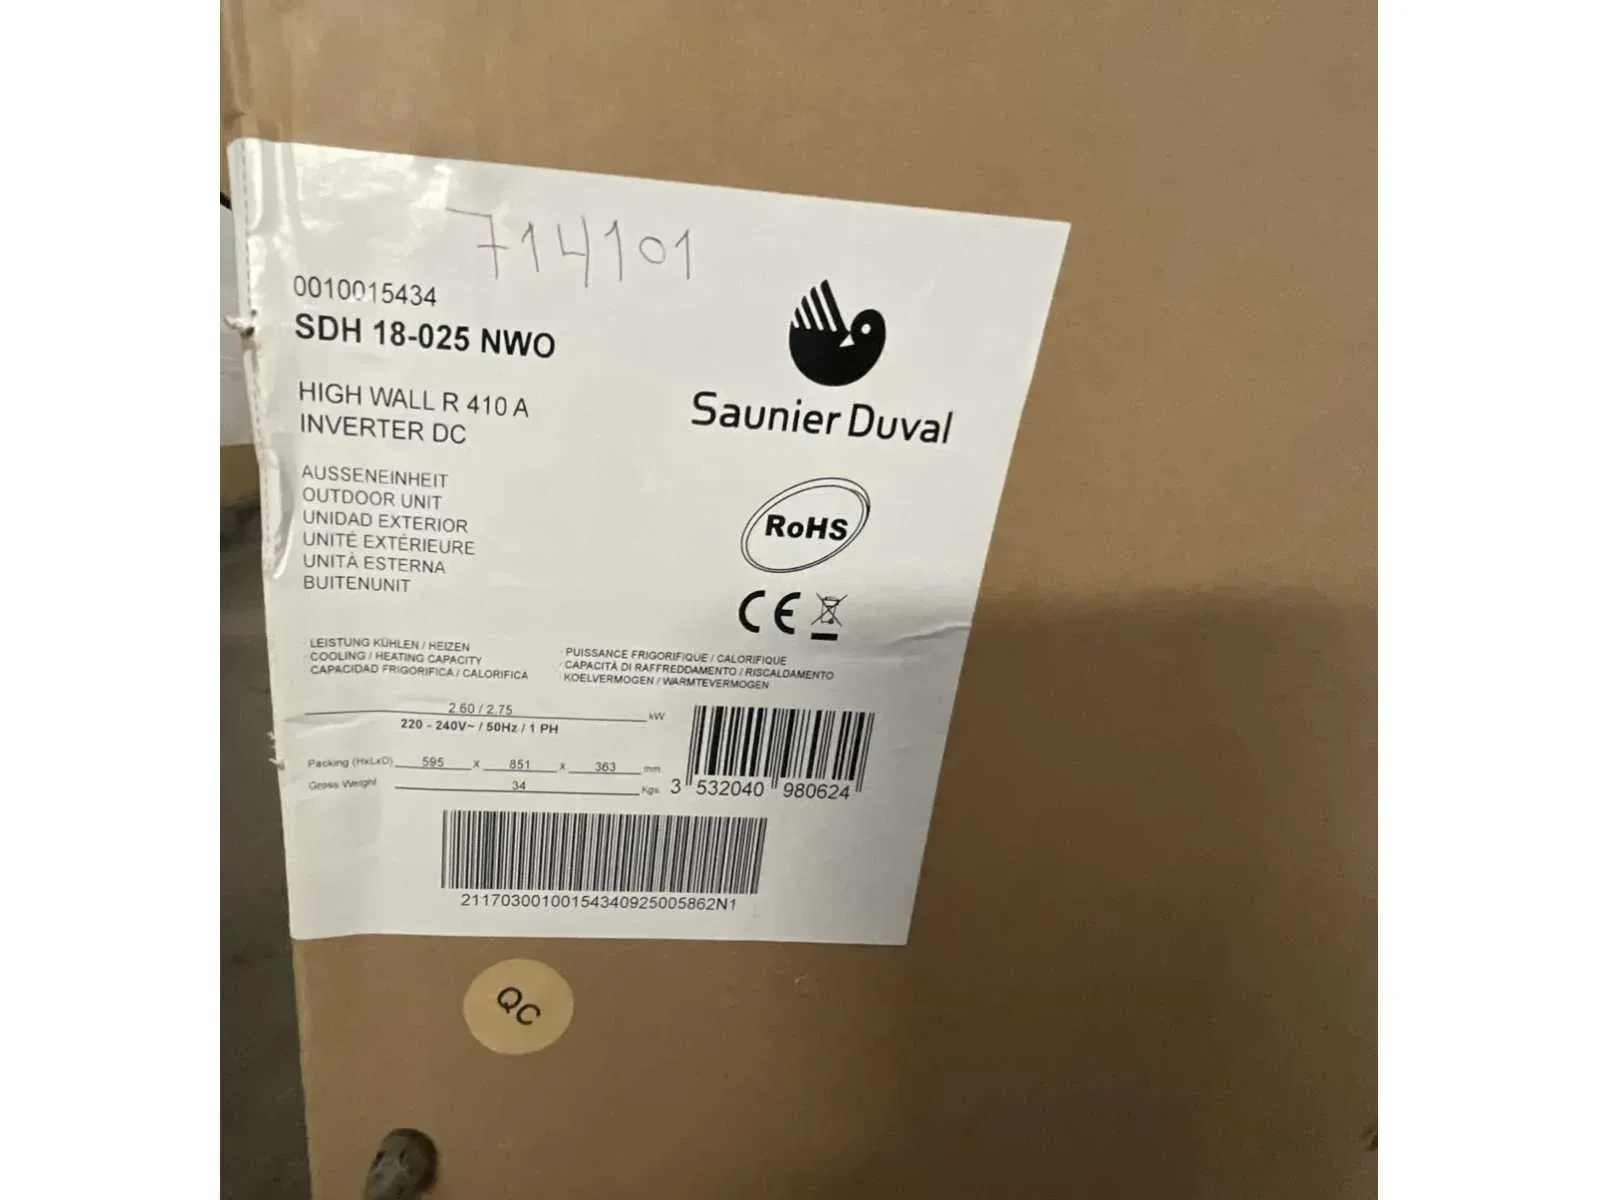 714101
0010015434
SDH 18-025 NWO
HIGH WALL R 410 A
INVERTER DC
Saunier Duval
RoHS
CE
AUSSENEINHEIT
OUTDOOR UNIT
UNIDAD EXTERIOR
UNITÉ EXTÉRIEURE
UNITÀ ESTERNA
BUITENUNIT
· LEISTUNG KÜHLEN / HEIZEN
· COOLING / HEATING CAPACITY
· CAPACIDAD FRIGORIFICA / CALORIFICA
· PUISSANCE FRIGORIFIQUE / CALORIFIQUE
· CAPACITÀ DI RAFFREDDAMENTO / RISCALDAMENTO
· KOELVERMOGEN / WARMTEVERMOGEN
2.60 / 2.75 kW
220 - 240V~ / 50Hz / 1 PH
Packing (HxLxD) 595 x 851 x 363 mm
Gross Weight 34 Kgs
3 532040 980624
21170300100154340925005862N1
QC